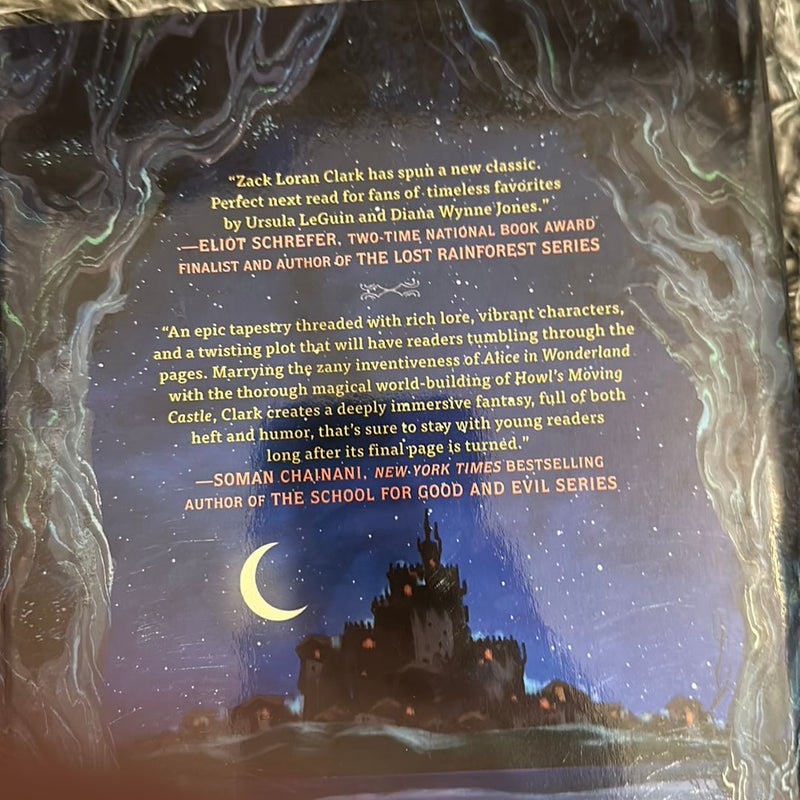 “Zack Loran Clark has spun a new classic.
Perfect next read for fans of timeless favorites
by Ursula LeGuin and Diana Wynne Jones.”
—ELIOT SCHREFER, TWO-TIME NATIONAL BOOK AWARD
FINALIST AND AUTHOR OF THE LOST RAINFOREST SERIES
“An epic tapestry threaded with rich lore, vibrant characters,
and a twisting plot that will have readers tumbling through the
pages. Marrying the zany inventiveness of Alice in Wonderland
with the thorough magical world-building of Howl's Moving
Castle, Clark creates a deeply immersive fantasy, full of both
heft and humor, that's sure to stay with young readers
long after its final page is turned.”
—SOMAN CHAINANI, NEW YORK TIMES BESTSELLING
AUTHOR OF THE SCHOOL FOR GOOD AND EVIL SERIES